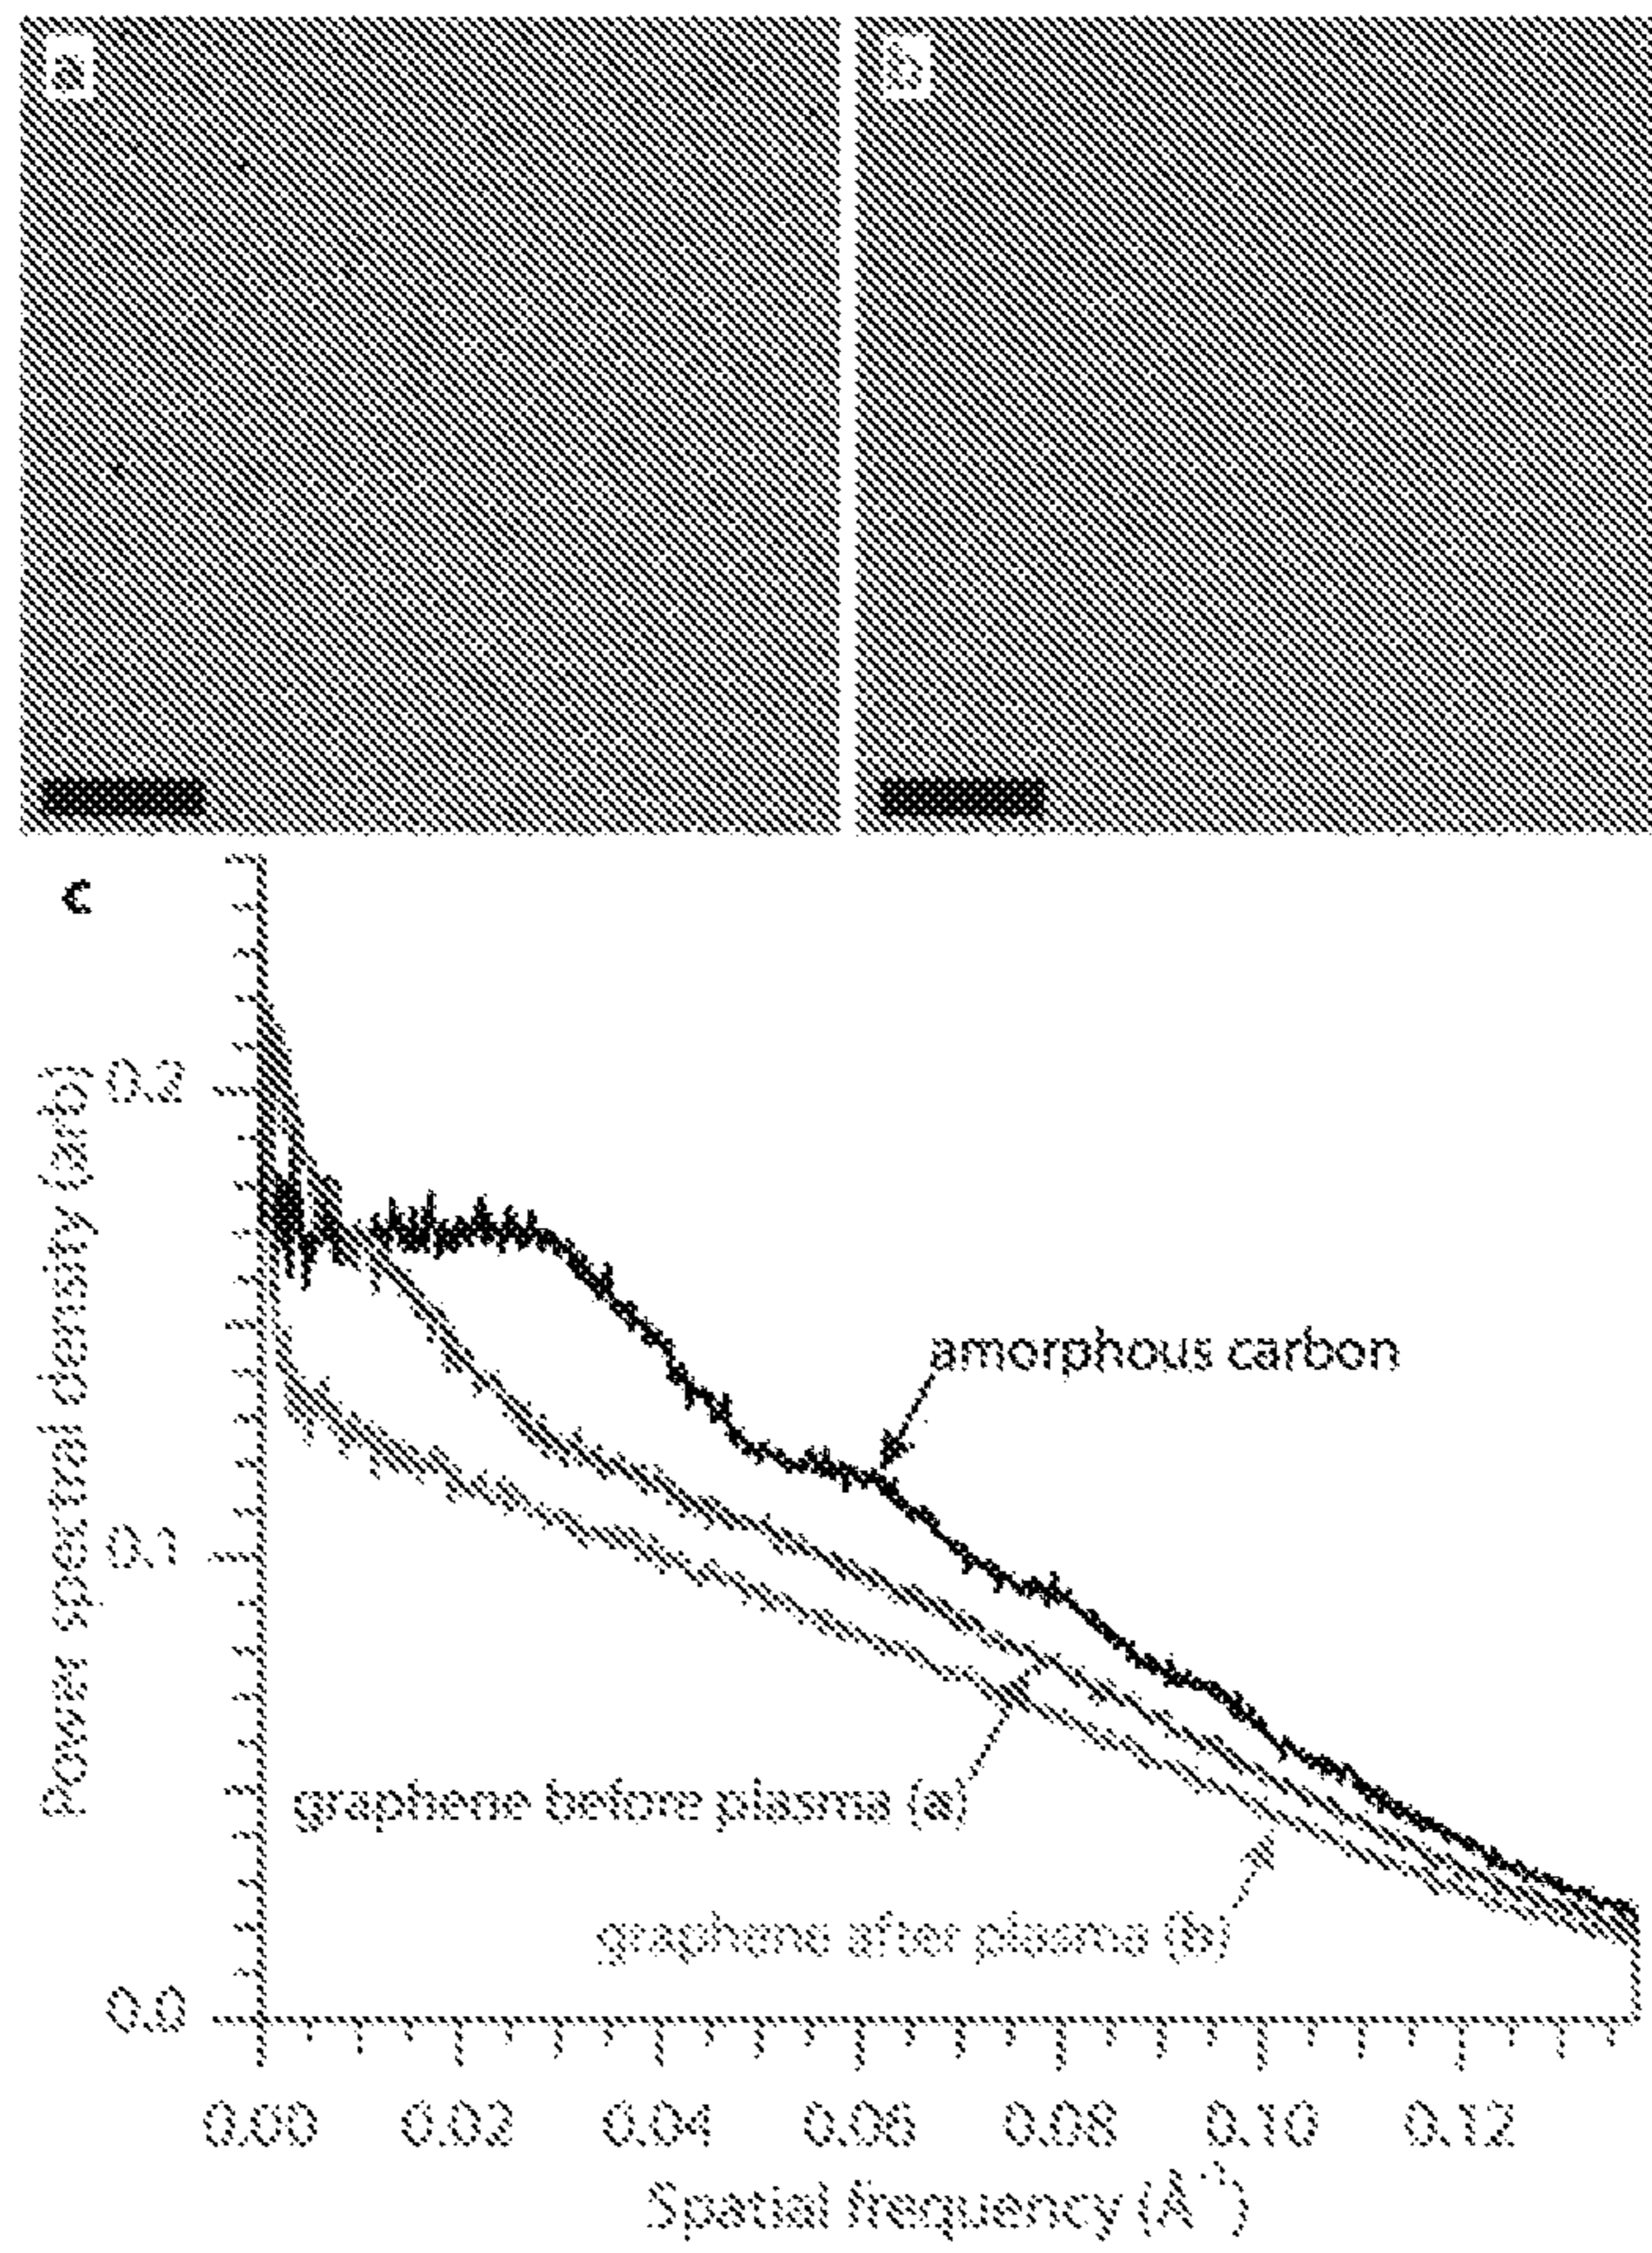 a
b
c
Power spectral density (arb)
0.2
0.1
0.0
amorphous carbon
graphene before plasma (a)
graphene after plasma (b)
0.00 0.02 0.04 0.06 0.08 0.10 0.12
Spatial frequency (Å⁻¹)